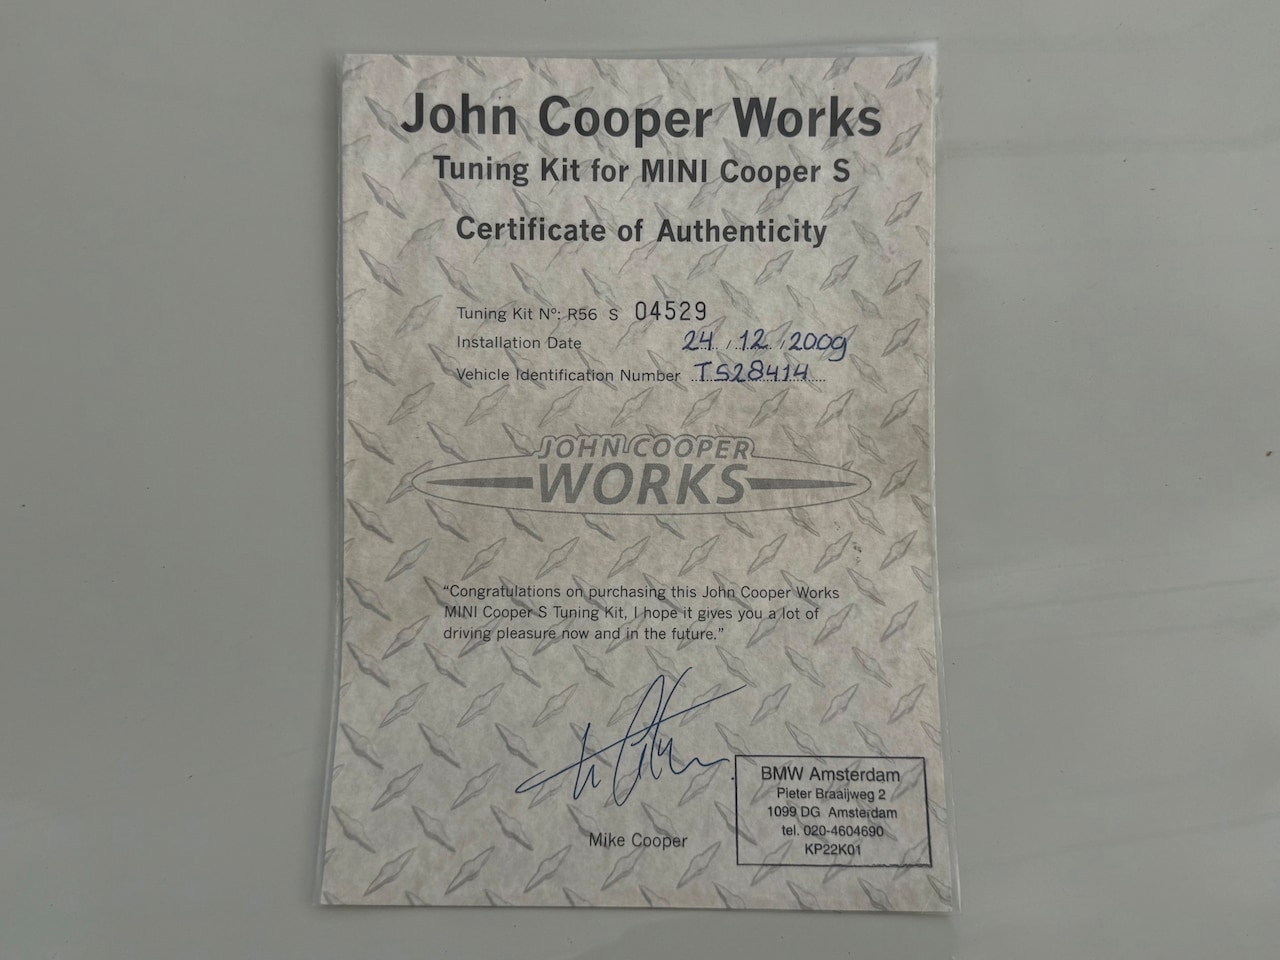 John Cooper Works
Tuning Kit for MINI Cooper S
Certificate of Authenticity
Tuning Kit Nº: R56 S 04529
Installation Date 24 / 12 / 2009
Vehicle Identification Number TS28414
JOHN COOPER
WORKS
“Congratulations on purchasing this John Cooper Works
MINI Cooper S Tuning Kit, I hope it gives you a lot of
driving pleasure now and in the future.”
Mike Cooper
BMW Amsterdam
Pieter Braaijweg 2
1099 DG Amsterdam
tel. 020-4604690
KP22K01